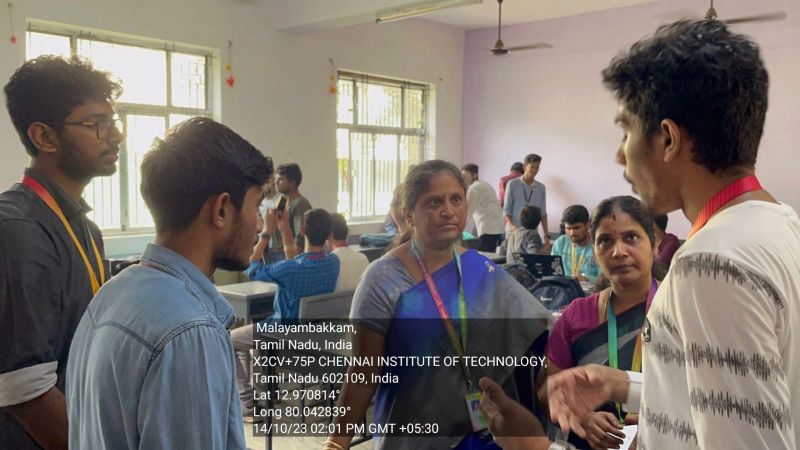 Malayambakkam,
Tamil Nadu, India
X2CV+75P CHENNAI INSTITUTE OF TECHNOLOGY,
Tamil Nadu 602109, India
Lat 12.970814°
Long 80.042839°
14/10/23 02:01 PM GMT +05:30